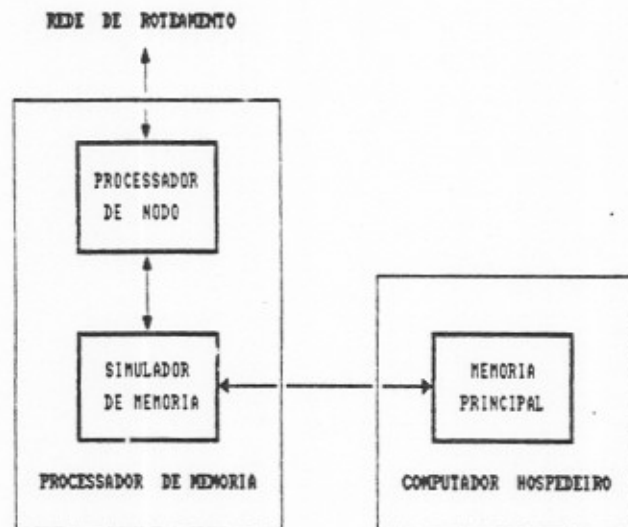 REDE DE ROTEAMENTO
PROCESSADOR
DE NODO
SIMULADOR
DE MEMORIA
PROCESSADOR DE MEMORIA
MEMORIA
PRINCIPAL
COMPUTADOR HOSPEDEIRO